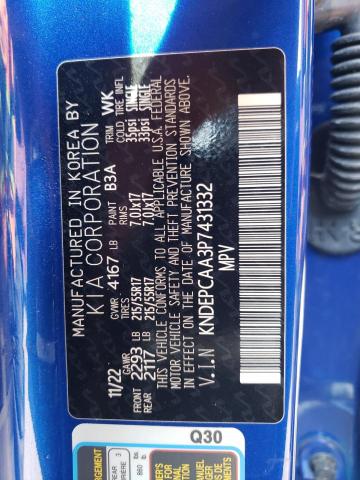 MANUFACTURED IN KOREA BY
KIA CORPORATION
11/22 GVWR 4167 LB PAINT B3A TRIM WK
GAWR TIRES RIMS COLD TIRE INFL
FRONT 2293 LB 215/55R17 7.0Jx17 35psi SINGLE
REAR 2117 LB 215/55R17 7.0Jx17 33psi SINGLE
THIS VEHICLE CONFORMS TO ALL APPLICABLE U.S.A FEDERAL
MOTOR VEHICLE SAFETY AND THEFT PREVENTION STANDARDS
IN EFFECT ON THE DATE OF MANUFACTURE SHOWN ABOVE.
V.I.N KNDEPCAA3P7431332
MPV
Q30